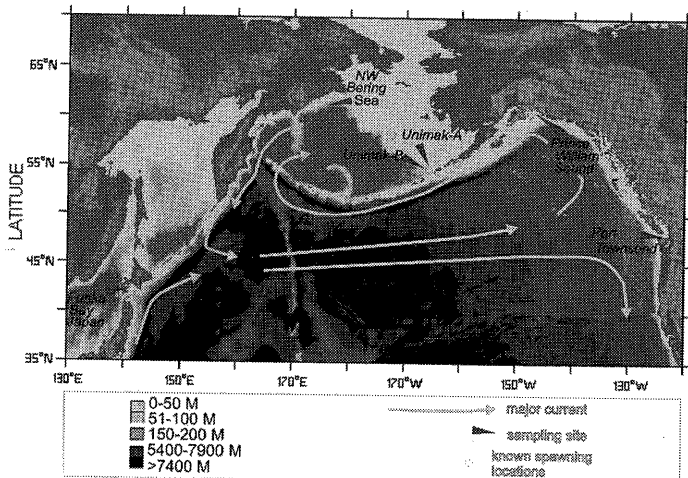 65°N
55°N
45°N
35°N
LATITUDE
NW
Bering
Sea
Unimak-A
Unimak-B
Prince
William
Sound
Port
Townsend
Bay
Japan
130°E
150°E
170°E
170°W
150°W
130°W
0-50 M
51-100 M
150-200 M
5400-7900 M
>7400 M
major current
sampling site
known spawning
locations